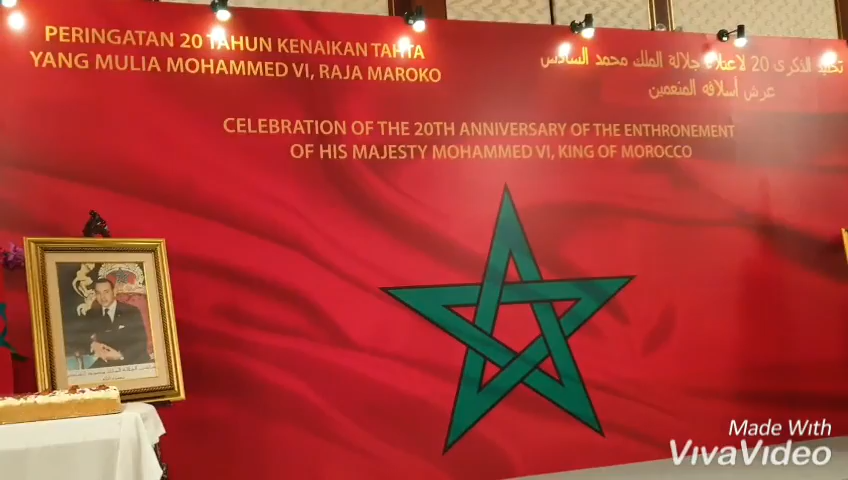 PERINGATAN 20 TAHUN KENAIKAN TAHTA
YANG MULIA MOHAMMED VI, RAJA MAROKO
تخليد الذكرى 20 لاعتلاء جلالة الملك محمد السادس
عرش أسلافه المنعمين
CELEBRATION OF THE 20TH ANNIVERSARY OF THE ENTHRONEMENT
OF HIS MAJESTY MOHAMMED VI, KING OF MOROCCO
Made With
VivaVideo